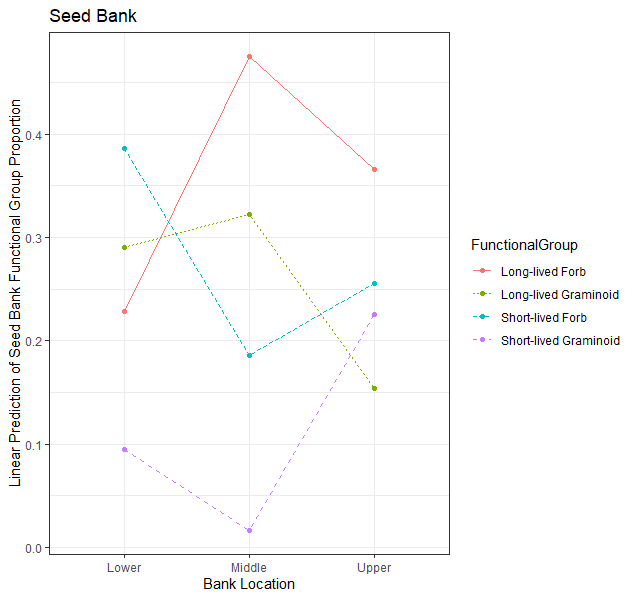 Seed Bank
Linear Prediction of Seed Bank Functional Group Proportion
0.4
0.3
0.2
0.1
0.0
Lower Middle Upper
Bank Location
FunctionalGroup
Long-lived Forb
Long-lived Graminoid
Short-lived Forb
Short-lived Graminoid